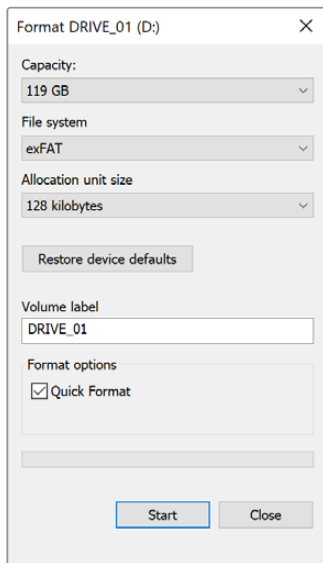 Format DRIVE_01 (D:)
Capacity:
119 GB
File system
exFAT
Allocation unit size
128 kilobytes
Restore device defaults
Volume label
DRIVE_01
Format options
Quick Format
Start Close